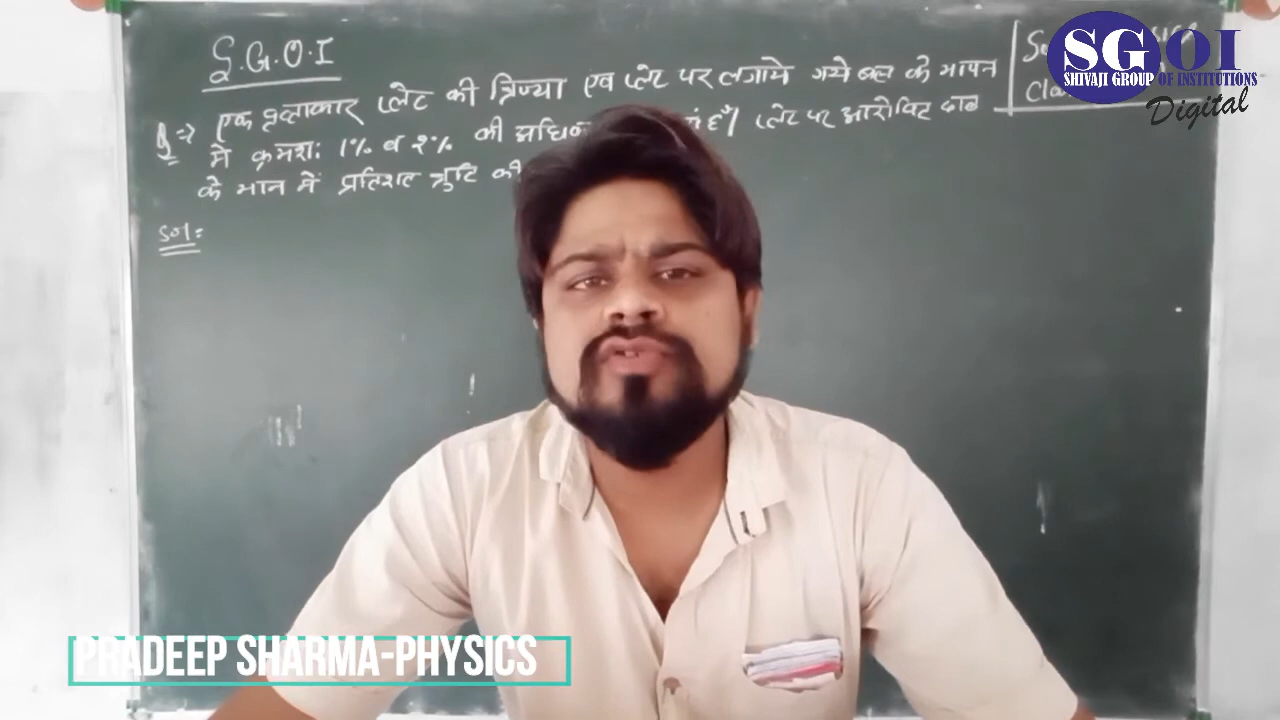 S.G.O.I
Q ⇒ एक वृत्ताकार प्लेट की त्रिज्या एवं प्लेट पर लगाये गये बल के मापन
में क्रमशः 1% व 2% की प्लेट पर आरोपित दाब
के मान में प्रतिशत त्रुटि
Sol:
SGOI
SHIVAJI GROUP OF INSTITUTIONS
Digital
PRADEEP SHARMA-PHYSICS